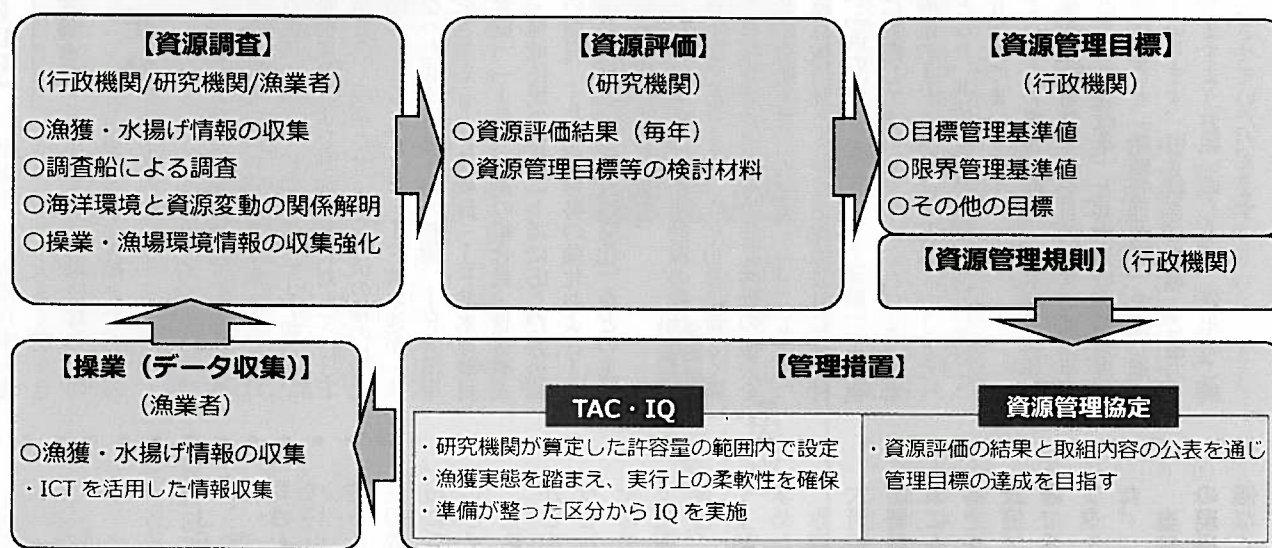 【資源調査】
(行政機関/研究機関/漁業者)
○漁獲・水揚げ情報の収集
○調査船による調査
○海洋環境と資源変動の関係解明
○操業・漁場環境情報の収集強化
【資源評価】
(研究機関)
○資源評価結果（毎年）
○資源管理目標等の検討材料
【資源管理目標】
(行政機関)
○目標管理基準値
○限界管理基準値
○その他の目標
【資源管理規則】(行政機関)
【管理措置】
TAC・IQ
・研究機関が算定した許容量の範囲内で設定
・漁獲実態を踏まえ、実行上の柔軟性を確保
・準備が整った区分から IQ を実施
資源管理協定
・資源評価の結果と取組内容の公表を通じ
管理目標の達成を目指す
【操業（データ収集）】
(漁業者)
○漁獲・水揚げ情報の収集
・ICT を活用した情報収集